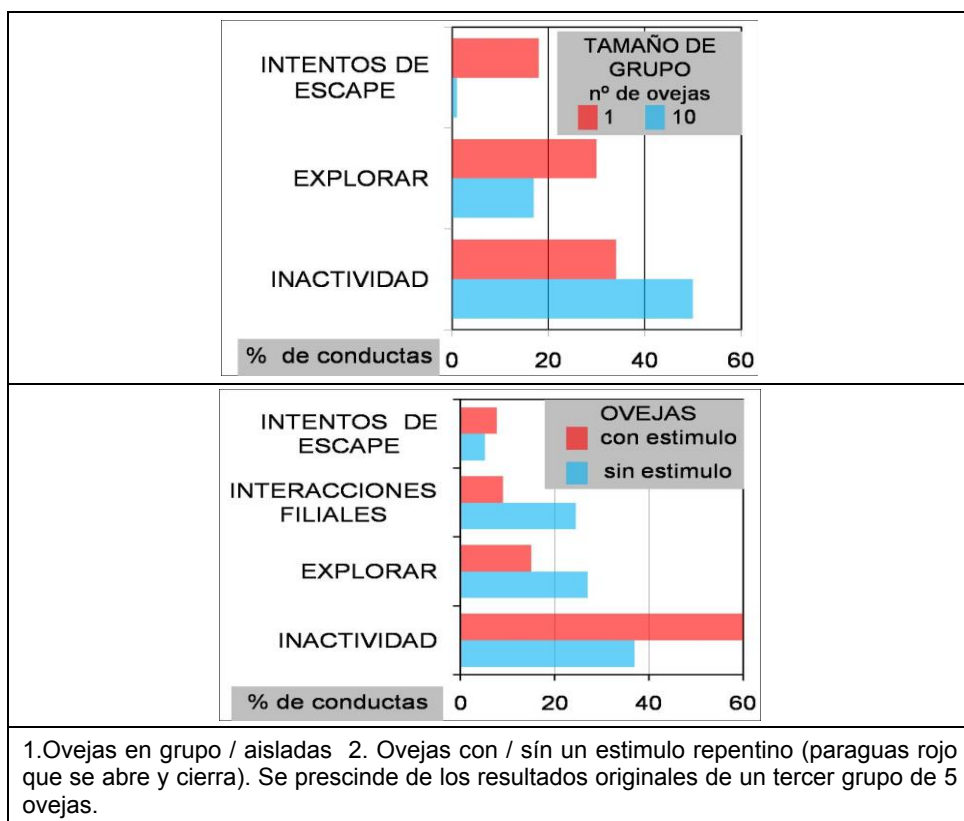 INTENTOS DE
ESCAPE
TAMAÑO DE
GRUPO
nº de ovejas
1 10
EXPLORAR
INACTIVIDAD
% de conductas 0 20 40 60
INTENTOS DE
ESCAPE
OVEJAS
con estimulo
sin estimulo
INTERACCIONES
FILIALES
EXPLORAR
INACTIVIDAD
% de conductas 0 20 40 60
1.Ovejas en grupo / aisladas 2. Ovejas con / sín un estimulo repentino (paraguas rojo
que se abre y cierra). Se prescinde de los resultados originales de un tercer grupo de 5
ovejas.